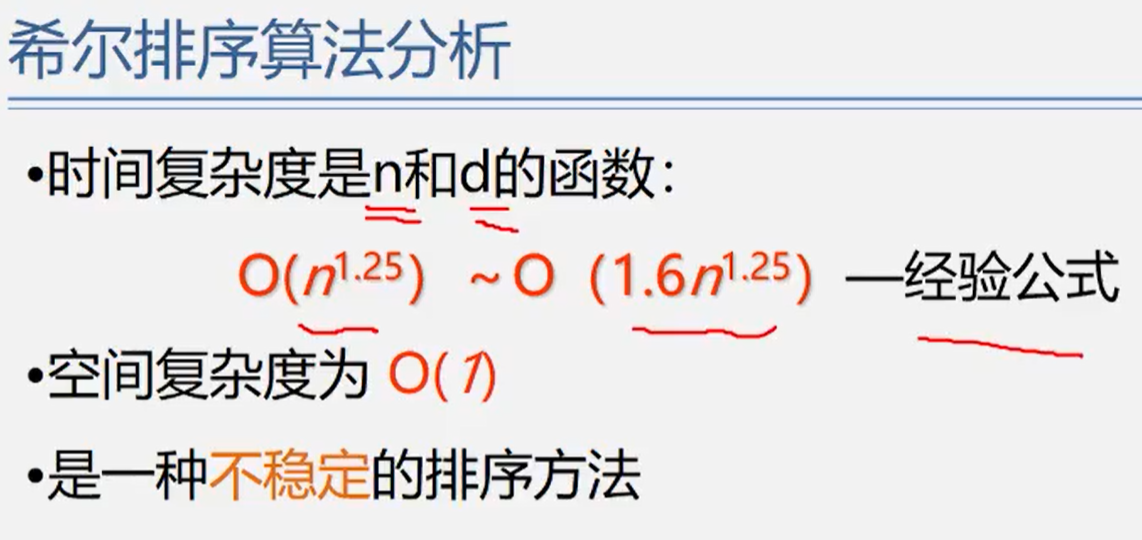 希尔排序算法分析
•时间复杂度是n和d的函数：
O(n^1.25) ~O（1.6n^1.25） —经验公式
•空间复杂度为 O(1)
•是一种不稳定的排序方法